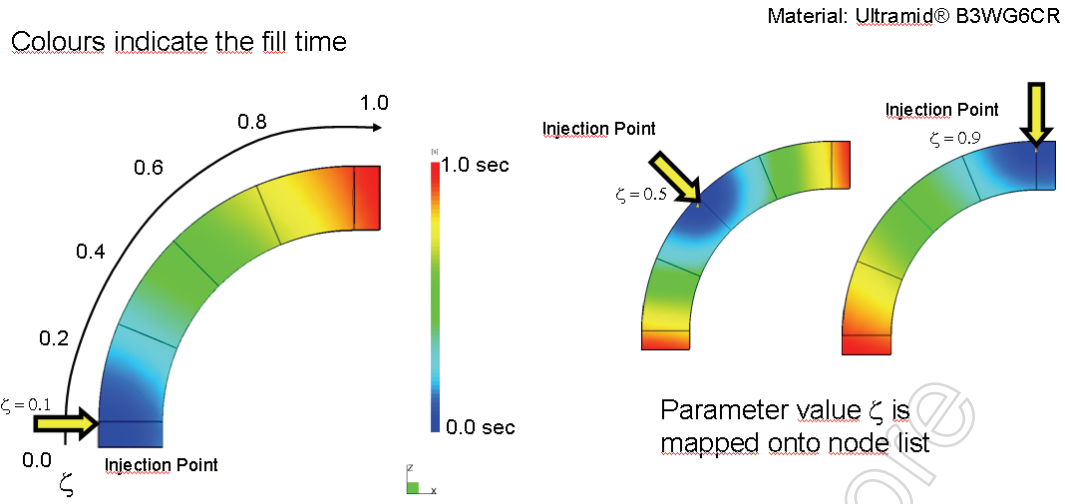 Material: Ultramid® B3WG6CR
Colours indicate the fill time
1.0
0.8
0.6
0.4
0.2
0.0
ζ
ζ = 0.1
Injection Point
[s]
1.0 sec
0.0 sec
z
x
Injection Point
ζ = 0.5
Injection Point
ζ = 0.9
Parameter value ζ is
mapped onto node list
ore